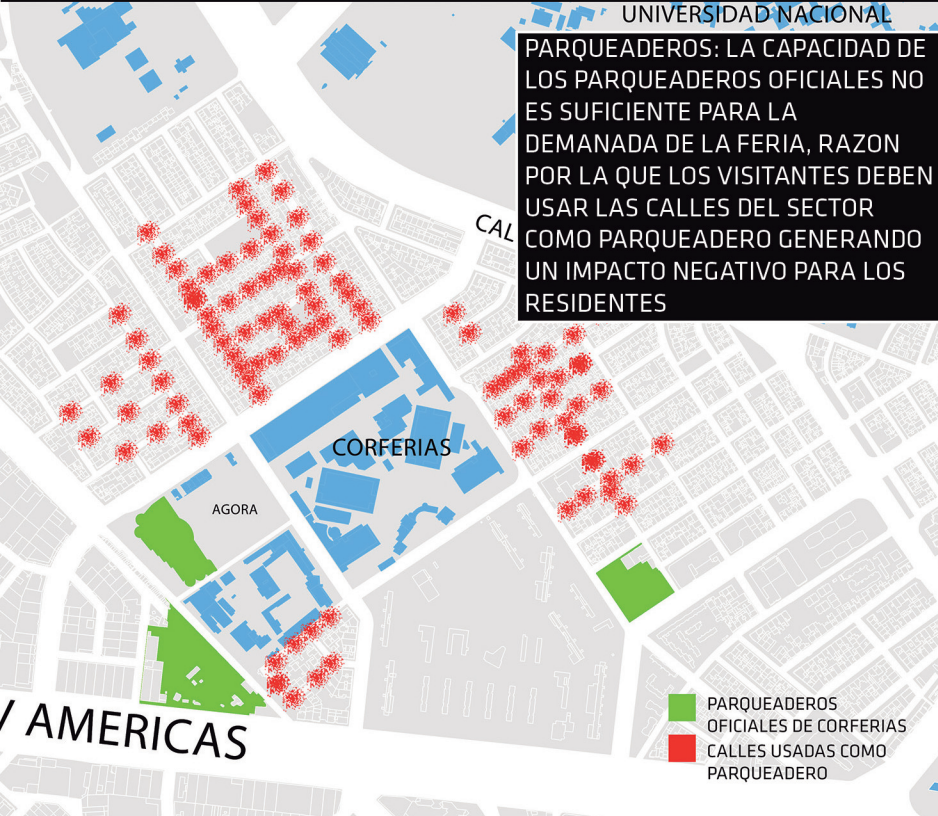 UNIVERSIDAD NACIONAL
PARQUEADEROS: LA CAPACIDAD DE
LOS PARQUEADEROS OFICIALES NO
ES SUFICIENTE PARA LA
DEMANADA DE LA FERIA, RAZON
POR LA QUE LOS VISITANTES DEBEN
USAR LAS CALLES DEL SECTOR
COMO PARQUEADERO GENERANDO
UN IMPACTO NEGATIVO PARA LOS
RESIDENTES
CAL
CORFERIAS
AGORA
/ AMERICAS
PARQUEADEROS
OFICIALES DE CORFERIAS
CALLES USADAS COMO
PARQUEADERO